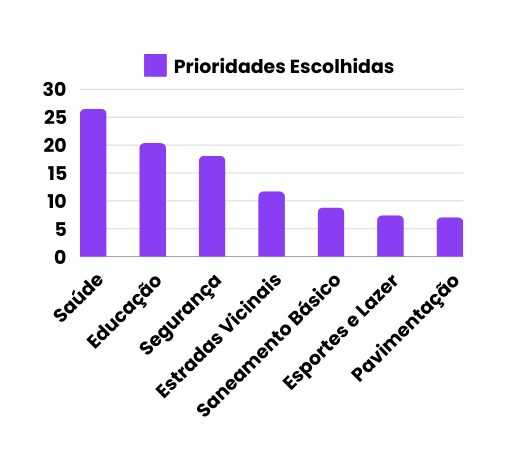 Prioridades Escolhidas
30
25
20
15
10
5
0
Saúde
Educação
Segurança
Estradas Vicinais
Saneamento Básico
Esportes e Lazer
Pavimentação